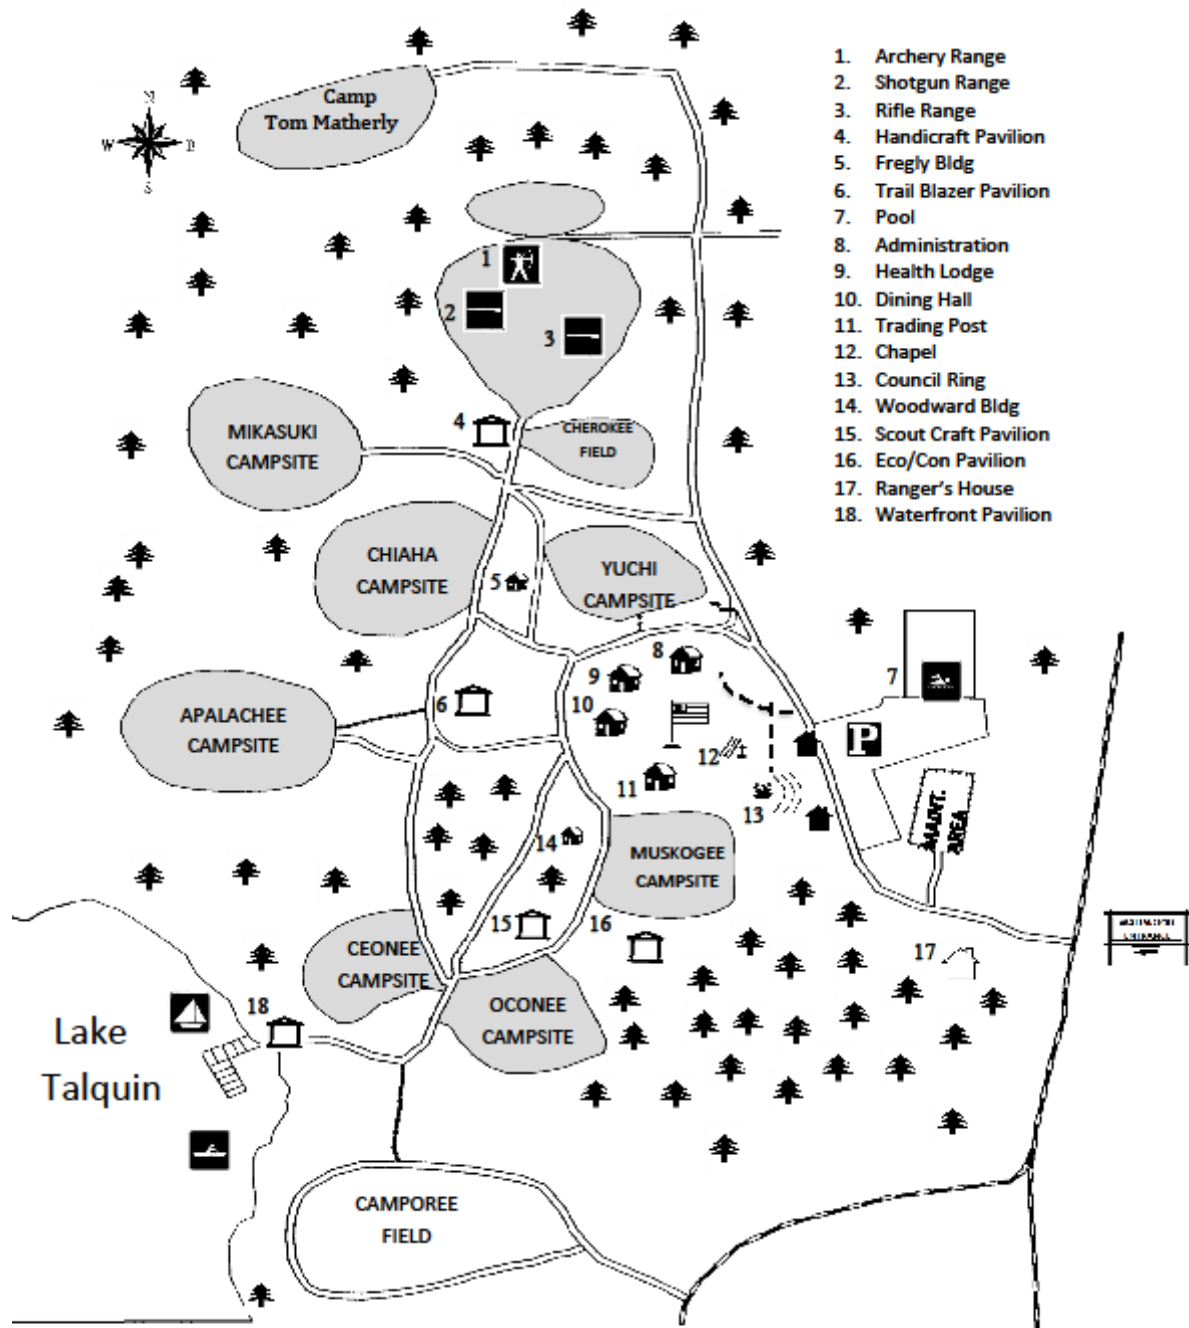 Camp
Tom Matherly
N
W
S
1. Archery Range
2. Shotgun Range
3. Rifle Range
4. Handicraft Pavilion
5. Fregly Bldg
6. Trail Blazer Pavilion
7. Pool
8. Administration
9. Health Lodge
10. Dining Hall
11. Trading Post
12. Chapel
13. Council Ring
14. Woodward Bldg
15. Scout Craft Pavilion
16. Eco/Con Pavilion
17. Ranger's House
18. Waterfront Pavilion
1
2
3
4
MIKASUKI
CAMPSITE
CHEROKEE
FIELD
CHIAHA
CAMPSITE
5
YUCHI
CAMPSITE
8
9
7
6
10
APALACHEE
CAMPSITE
P
12
11
13
MAINT.
AREA
14
MUSKOGEE
CAMPSITE
15
16
ENTRANCE
17
CEONEE
CAMPSITE
18
OCONEE
CAMPSITE
Lake
Talquin
CAMPOREE
FIELD